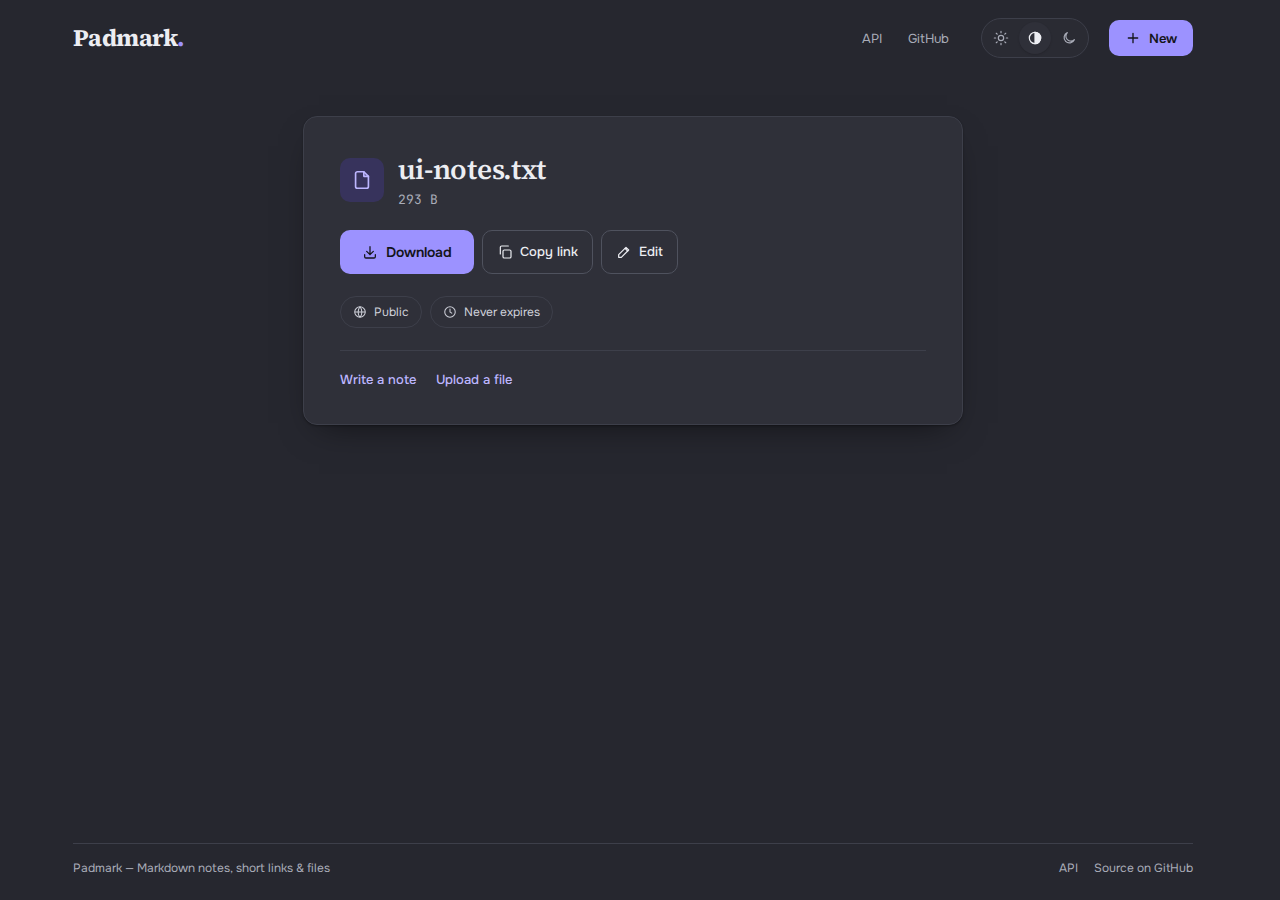 Padmark.
API GitHub New
ui-notes.txt
293 B
Download Copy link Edit
Public Never expires
Write a note Upload a file
Padmark — Markdown notes, short links & files
API Source on GitHub